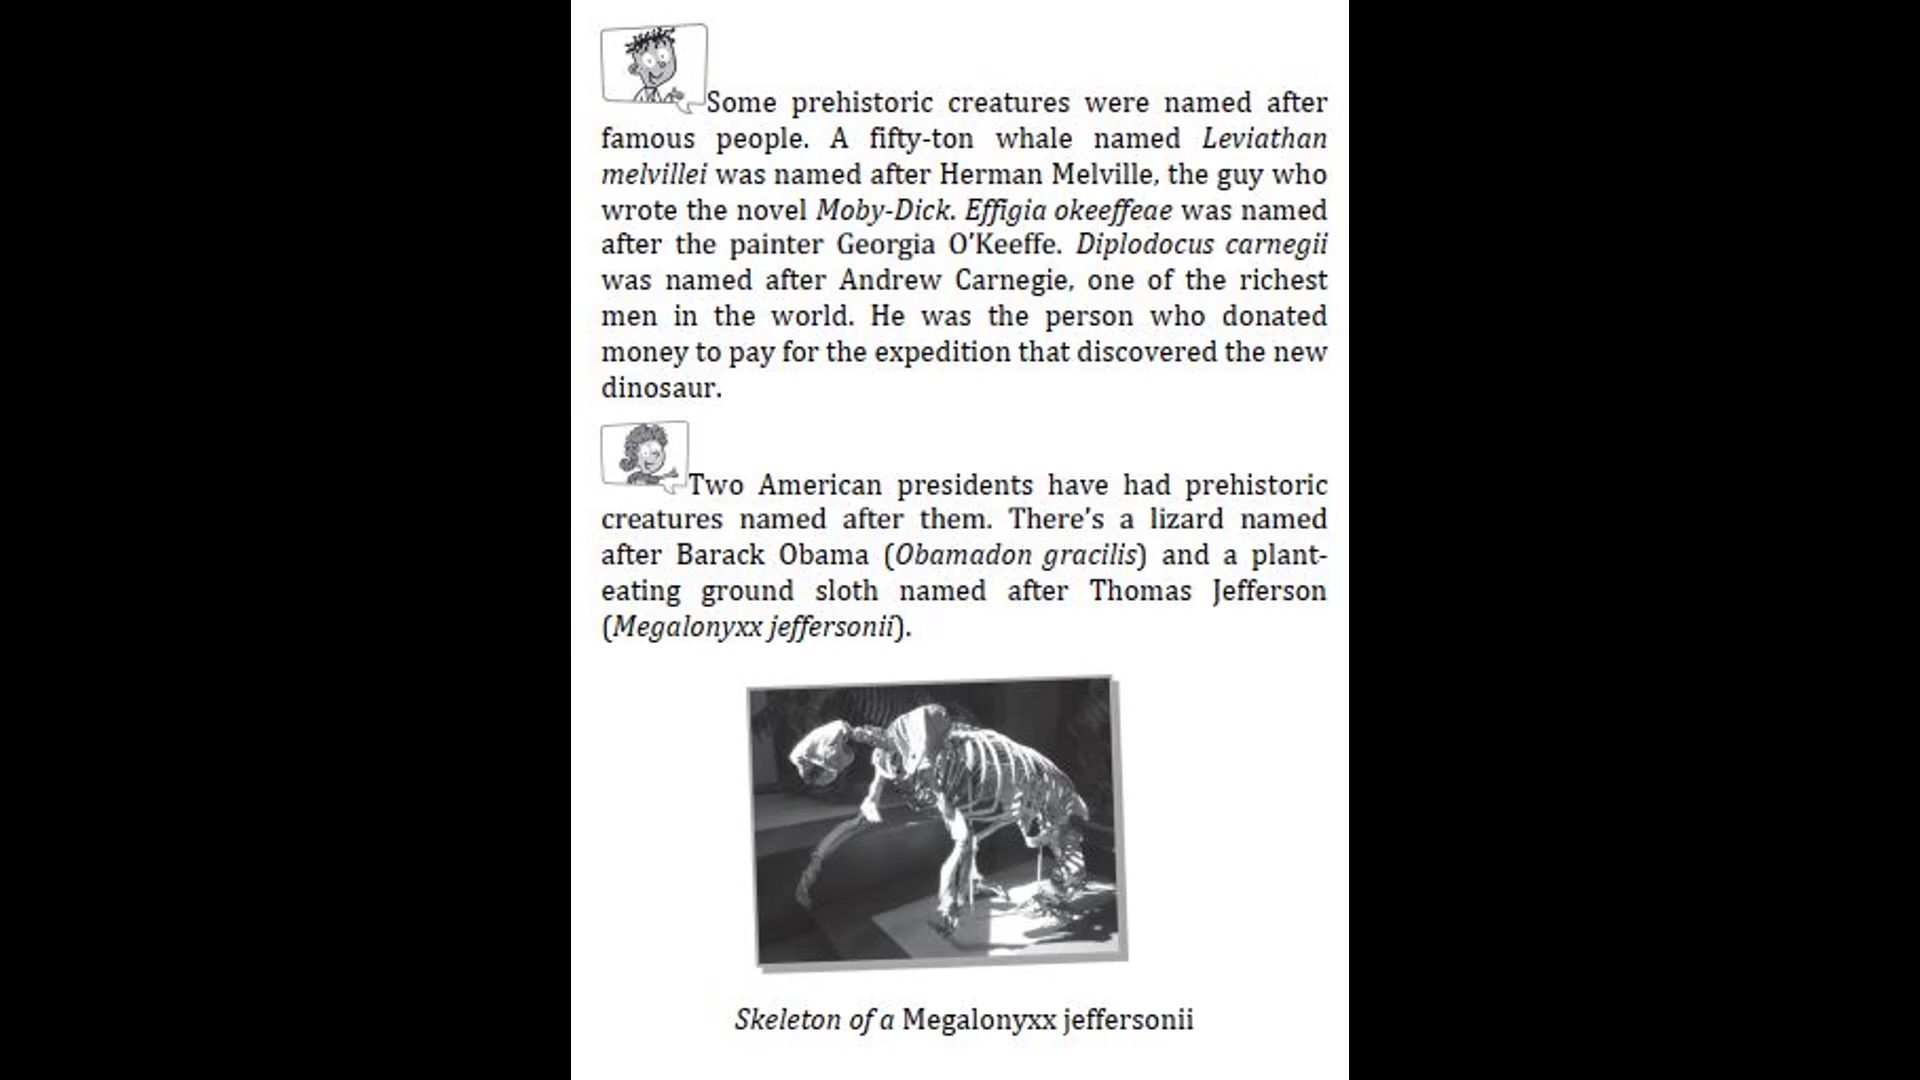 Some prehistoric creatures were named after
famous people. A fifty-ton whale named Leviathan
melvillei was named after Herman Melville, the guy who
wrote the novel Moby-Dick. Effigia okeeffeae was named
after the painter Georgia O’Keeffe. Diplodocus carnegii
was named after Andrew Carnegie, one of the richest
men in the world. He was the person who donated
money to pay for the expedition that discovered the new
dinosaur.
Two American presidents have had prehistoric
creatures named after them. There’s a lizard named
after Barack Obama (Obamadon gracilis) and a plant-
eating ground sloth named after Thomas Jefferson
(Megalonyxx jeffersonii).
Skeleton of a Megalonyxx jeffersonii